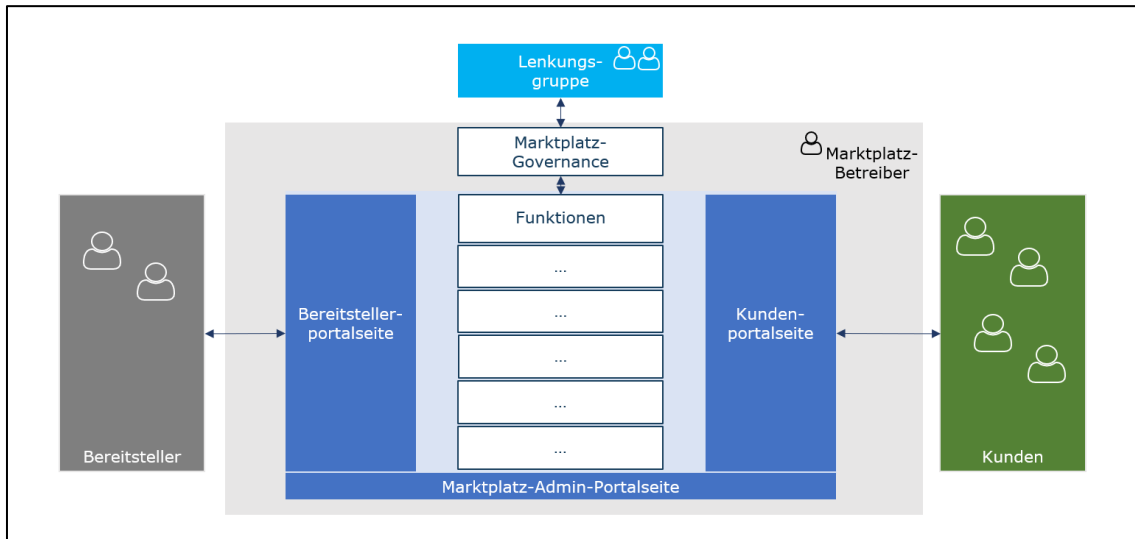 Lenkungs-
gruppe
Marktplatz-
Governance
Marktplatz-
Betreiber
Funktionen
...
...
...
...
...
Bereitsteller-
portalseite
Kunden-
portalseite
Bereitsteller
Kunden
Marktplatz-Admin-Portalseite